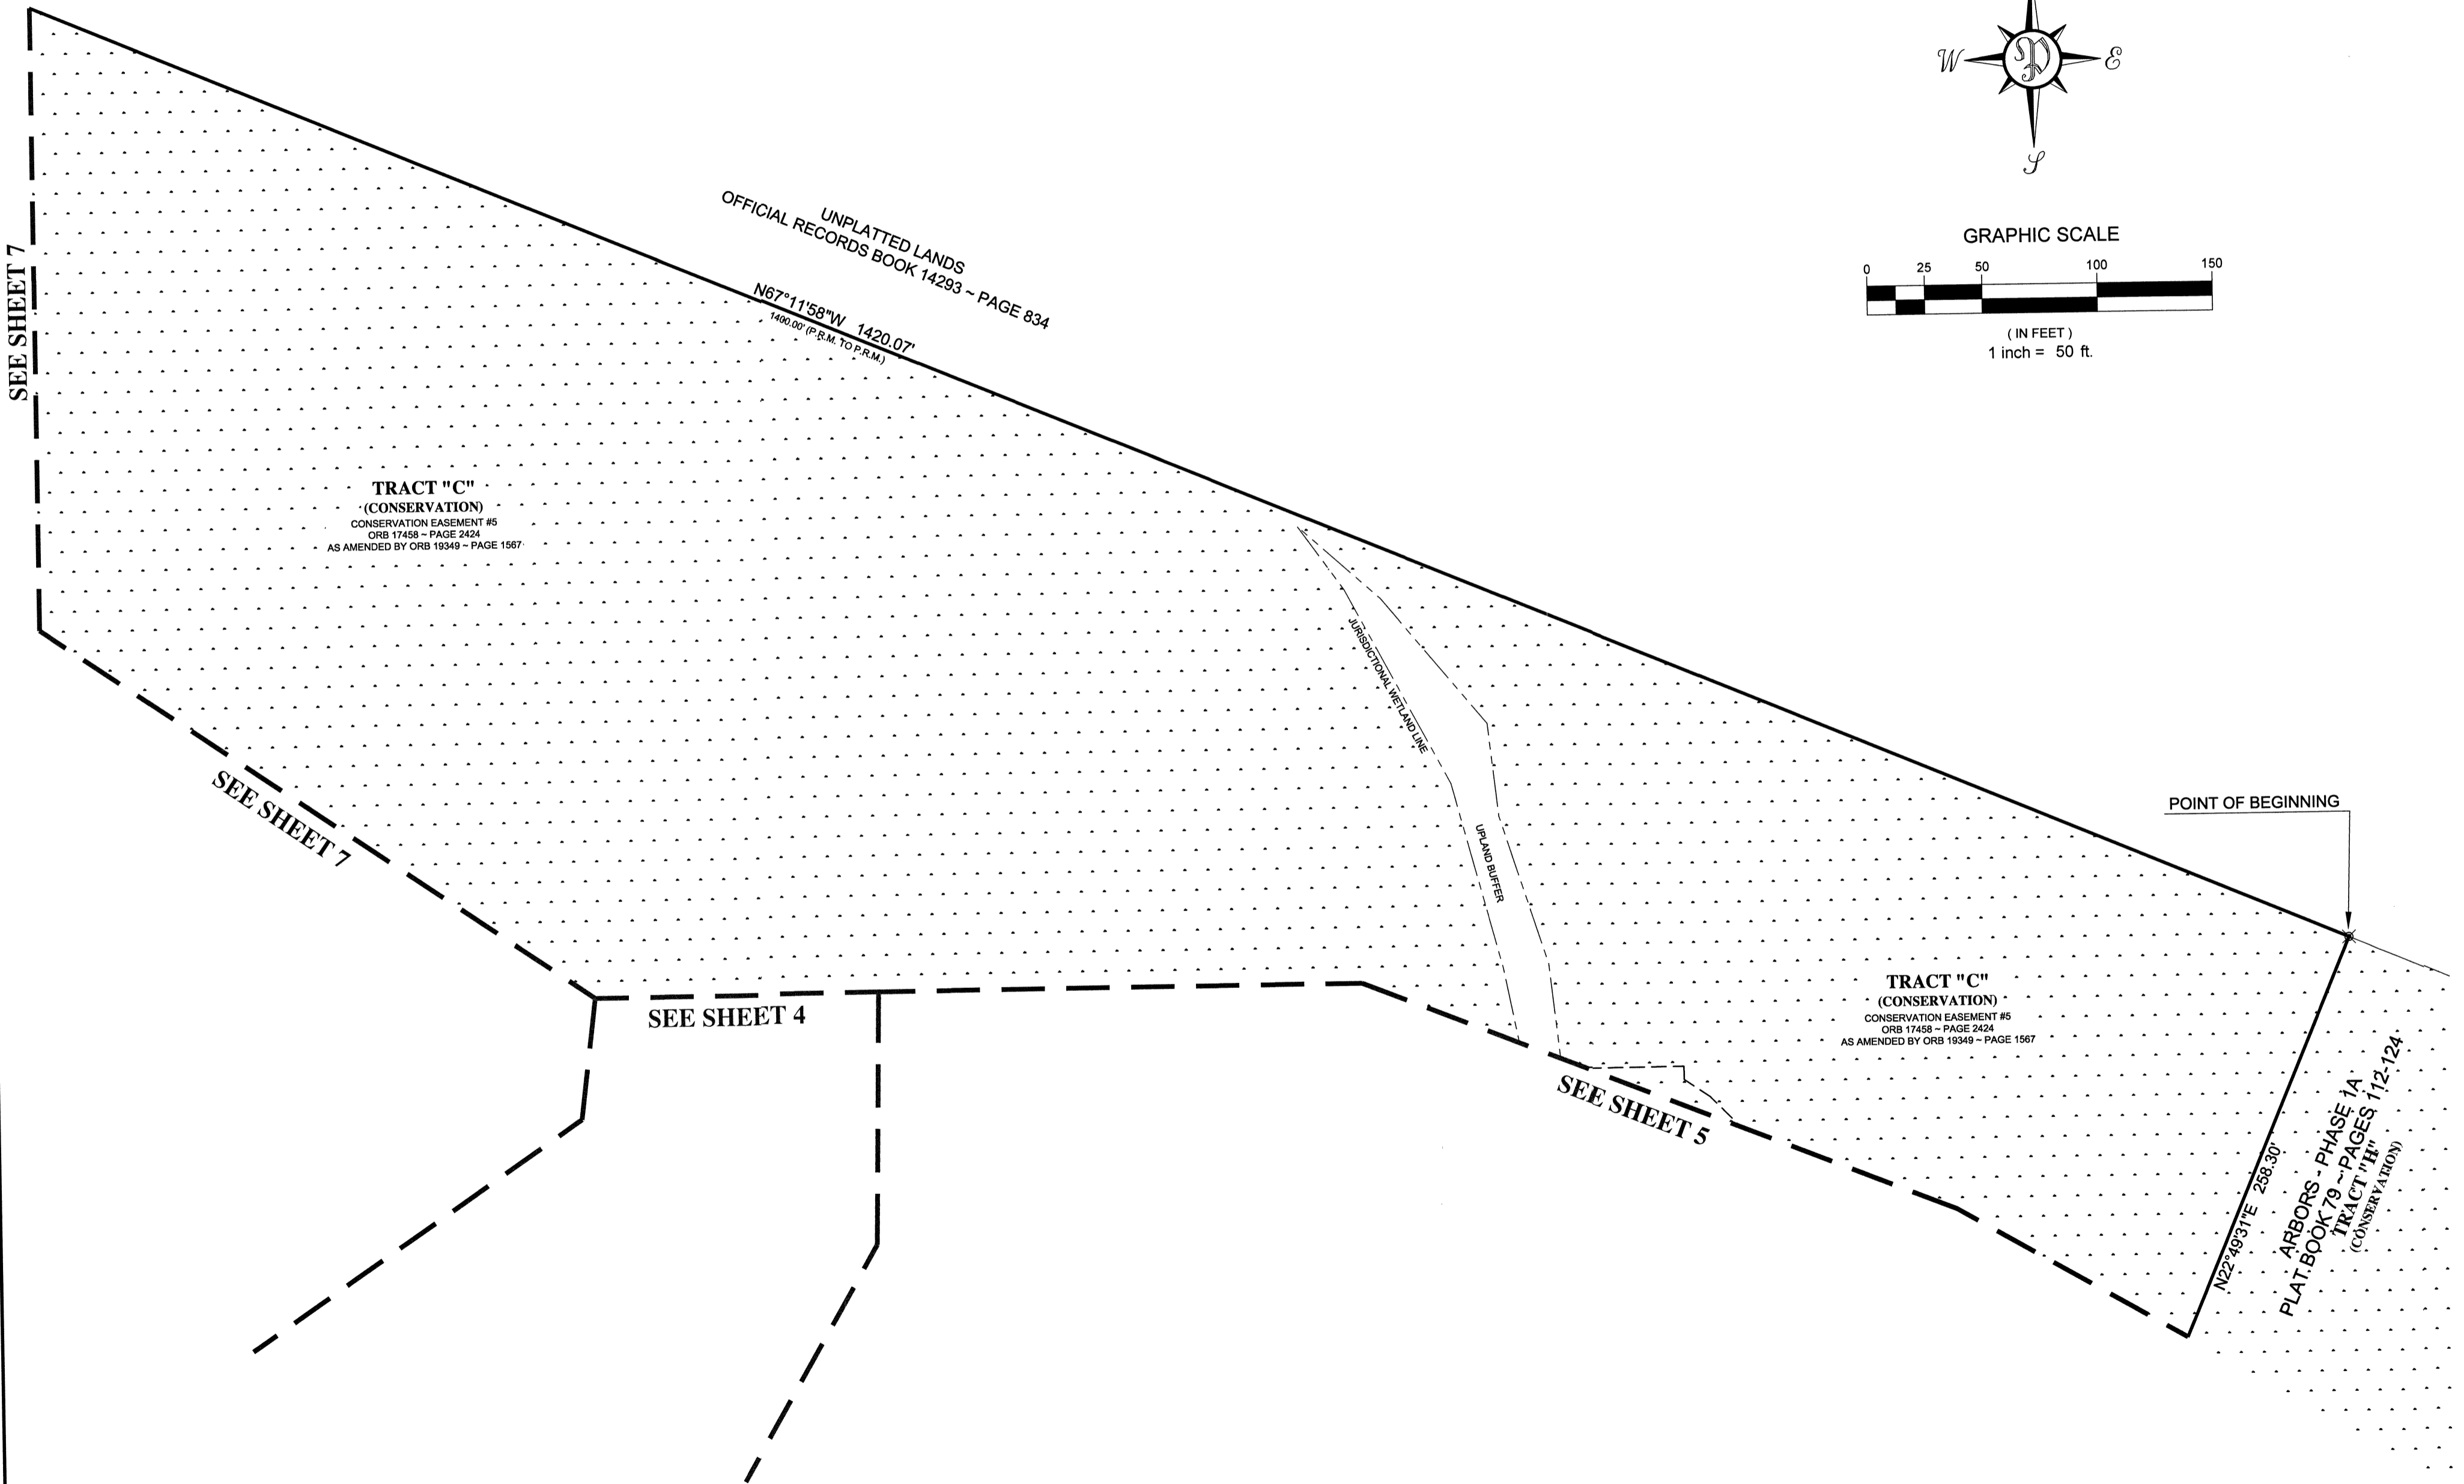 W
E
S
GRAPHIC SCALE
0 25 50 100 150
( IN FEET )
1 inch = 50 ft.
UNPLATTED LANDS
OFFICIAL RECORDS BOOK 14293 ~ PAGE 834
N67°11'58"W 1420.07'
1400.00' (P.R.M. TO P.R.M.)
SEE SHEET 7
TRACT "C"
(CONSERVATION)
CONSERVATION EASEMENT #5
ORB 17458 ~ PAGE 2424
AS AMENDED BY ORB 19349 ~ PAGE 1567
JURISDICTIONAL WETLAND LINE
UPLAND BUFFER
SEE SHEET 7
SEE SHEET 4
SEE SHEET 5
POINT OF BEGINNING
TRACT "C"
(CONSERVATION)
CONSERVATION EASEMENT #5
ORB 17458 ~ PAGE 2424
AS AMENDED BY ORB 19349 ~ PAGE 1567
N22°49'31"E 258.30'
ARBORS - PHASE 1A
PLAT BOOK 79 ~ PAGES 112-124
TRACT "H"
(CONSERVATION)